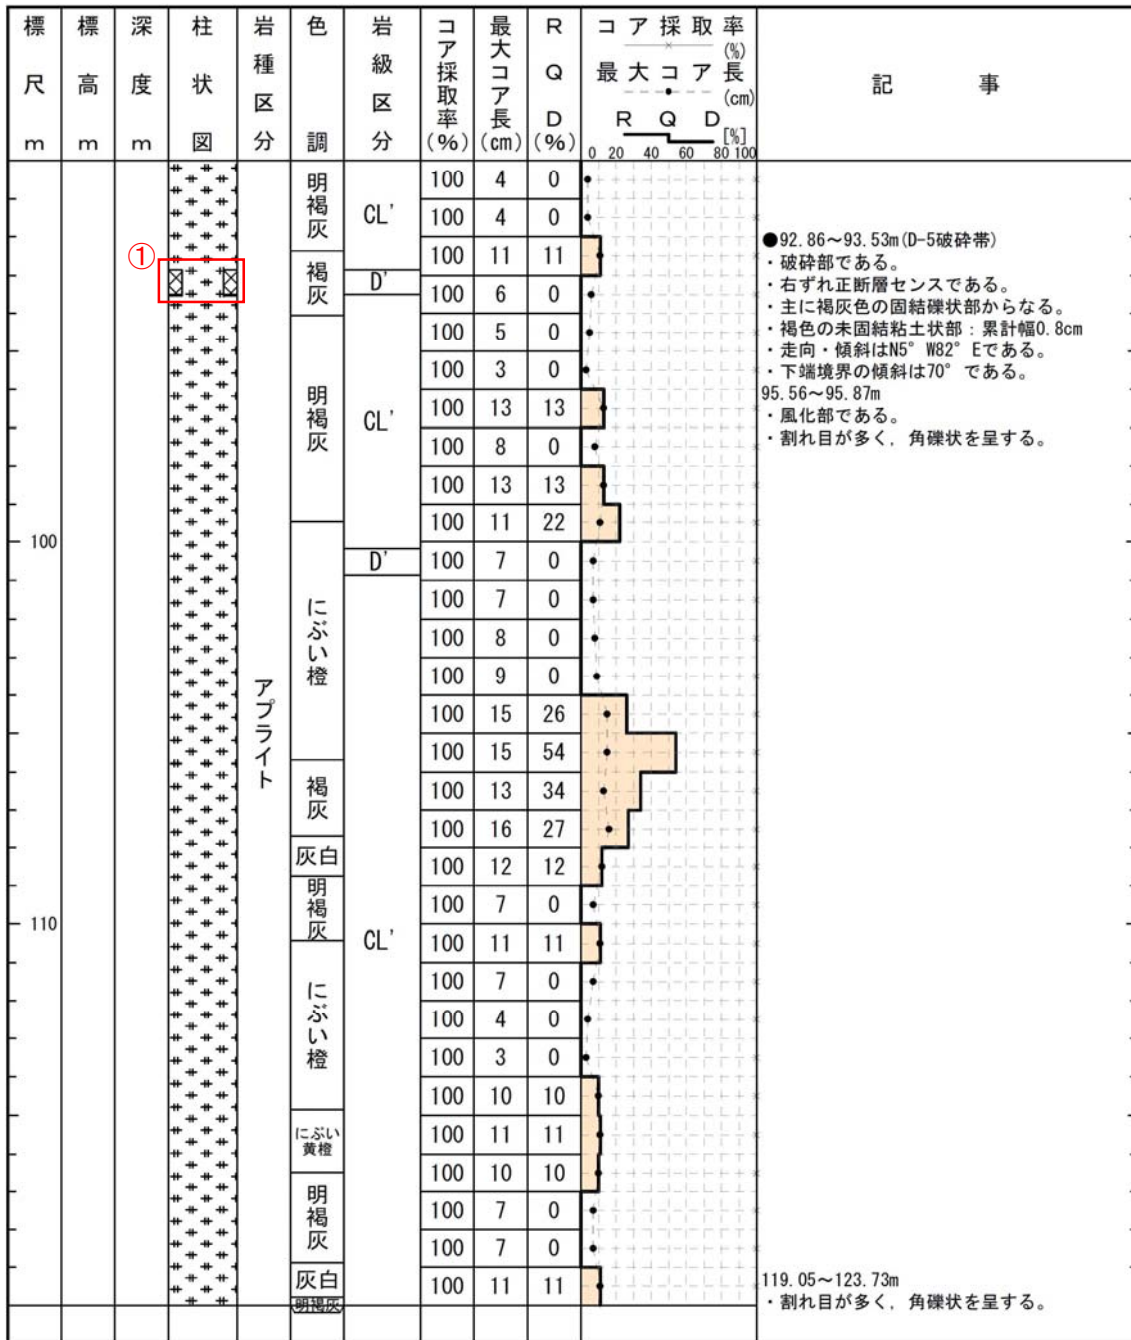 標尺m
標高m
深度m
柱状図
岩種区分
色調
岩級区分
コア採取率(%)
最大コア長(cm)
RQD(%)
コア採取率(%)
最大コア長(cm)
RQD[%]
0 20 40 60 80 100
記事
①
100
110
アプライト
明褐灰
褐灰
明褐灰
にぶい橙
褐灰
灰白
明褐灰
にぶい橙
にぶい黄橙
明褐灰
灰白
明褐灰
CL'
D'
CL'
D'
CL'
100 4 0
100 4 0
100 11 11
100 6 0
100 5 0
100 3 0
100 13 13
100 8 0
100 13 13
100 11 22
100 7 0
100 7 0
100 8 0
100 9 0
100 15 26
100 15 54
100 13 34
100 16 27
100 12 12
100 7 0
100 11 11
100 7 0
100 4 0
100 3 0
100 10 10
100 11 11
100 10 10
100 7 0
100 7 0
100 11 11
●92.86～93.53m(D-5破砕帯)
・破砕部である。
・右ずれ正断層センスである。
・主に褐灰色の固結礫状部からなる。
・褐色の未固結粘土状部：累計幅0.8cm
・走向・傾斜はN5°W82°Eである。
・下端境界の傾斜は70°である。
95.56～95.87m
・風化部である。
・割れ目が多く，角礫状を呈する。
119.05～123.73m
・割れ目が多く，角礫状を呈する。